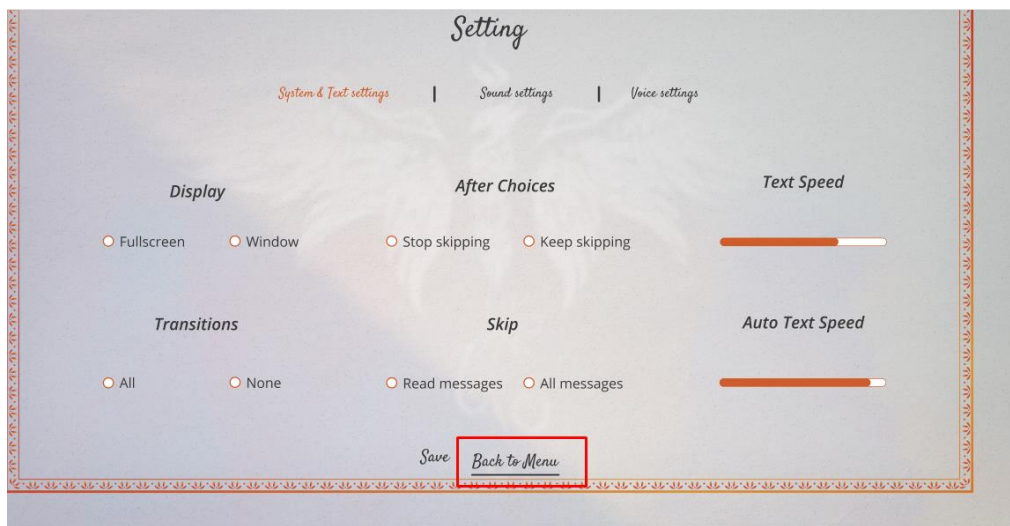 Setting
System & Text settings | Sound settings | Voice settings
Display
After Choices
Text Speed
Fullscreen Window
Stop skipping Keep skipping
Transitions
Skip
Auto Text Speed
All None
Read messages All messages
Save Back to Menu